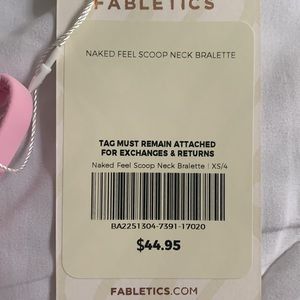 FABLETICS
NAKED FEEL SCOOP NECK BRALETTE
TAG MUST REMAIN ATTACHED
FOR EXCHANGES & RETURNS
Naked Feel Scoop Neck Bralette | XS/4
BA2251304-7391-17020
$44.95
FABLETICS.COM